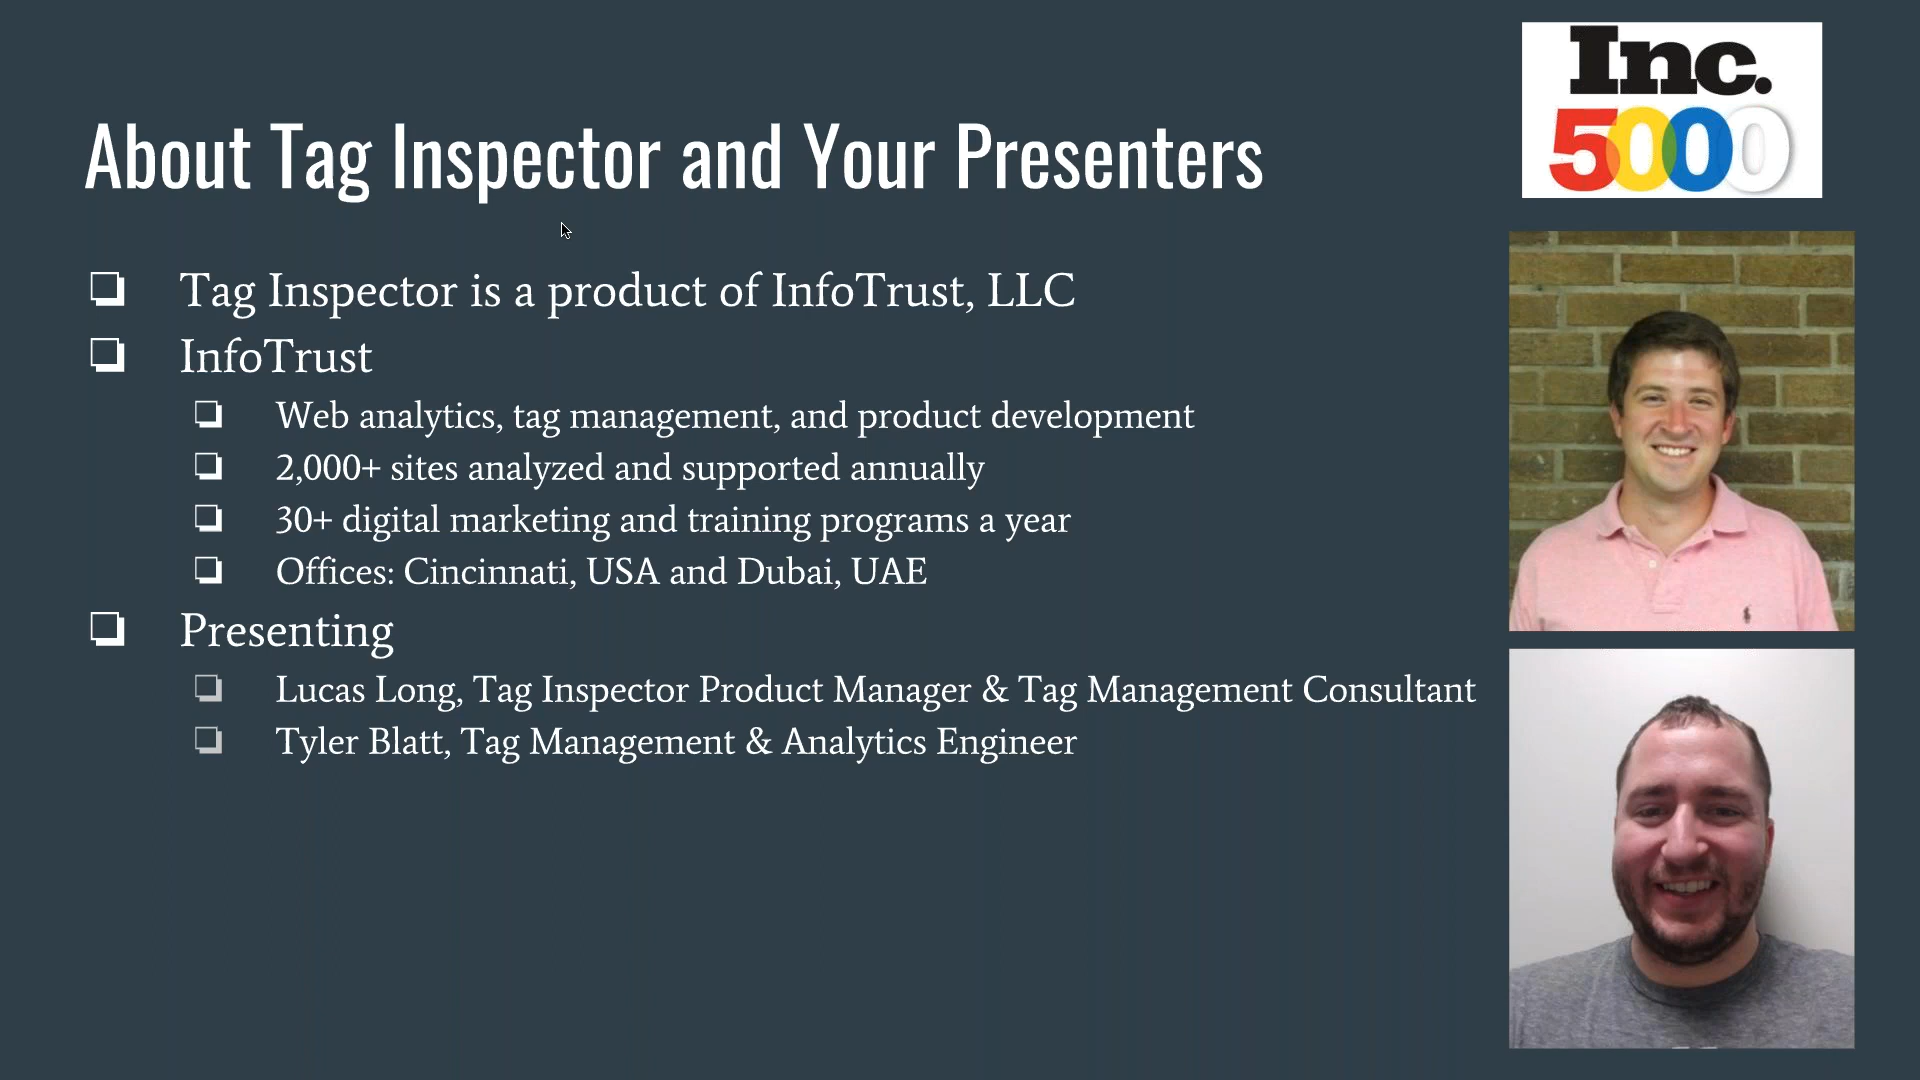 Inc.
5000
About Tag Inspector and Your Presenters
Tag Inspector is a product of InfoTrust, LLC
InfoTrust
Web analytics, tag management, and product development
2,000+ sites analyzed and supported annually
30+ digital marketing and training programs a year
Offices: Cincinnati, USA and Dubai, UAE
Presenting
Lucas Long, Tag Inspector Product Manager & Tag Management Consultant
Tyler Blatt, Tag Management & Analytics Engineer